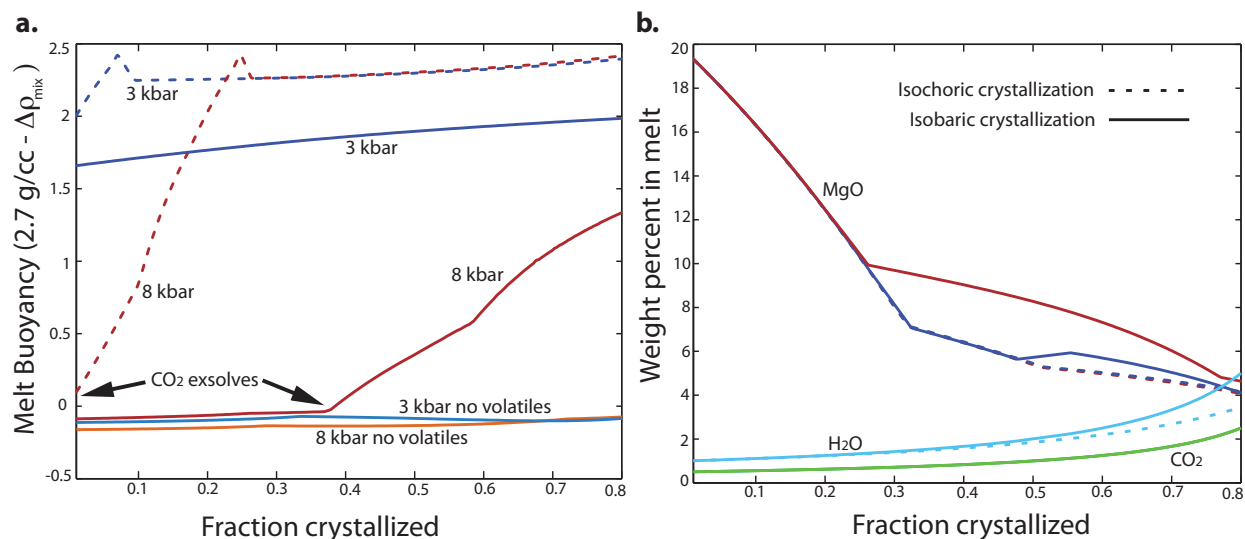 a.
Melt Buoyancy (2.7 g/cc - Δρmix )
2.5
2
1.5
1
0.5
0
-0.5
3 kbar
3 kbar
8 kbar
8 kbar
CO2 exsolves
3 kbar no volatiles
8 kbar no volatiles
0.1 0.2 0.3 0.4 0.5 0.6 0.7 0.8
Fraction crystallized
b.
Weight percent in melt
20
18
16
14
12
10
8
6
4
2
0
Isochoric crystallization
Isobaric crystallization
MgO
H2O
CO2
0.1 0.2 0.3 0.4 0.5 0.6 0.7 0.8
Fraction crystallized